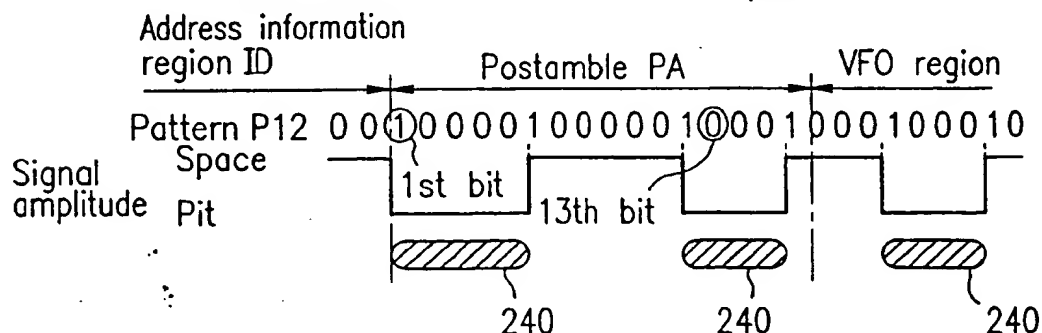 Address information
region ID
Postamble PA
VFO region
Pattern P12 0 0 1 0 0 0 0 1 0 0 0 0 0 1 0 0 0 1 0 0 0 1 0 0 0 1 0
Space
Signal
amplitude
Pit
1st bit
13th bit
240
240
240